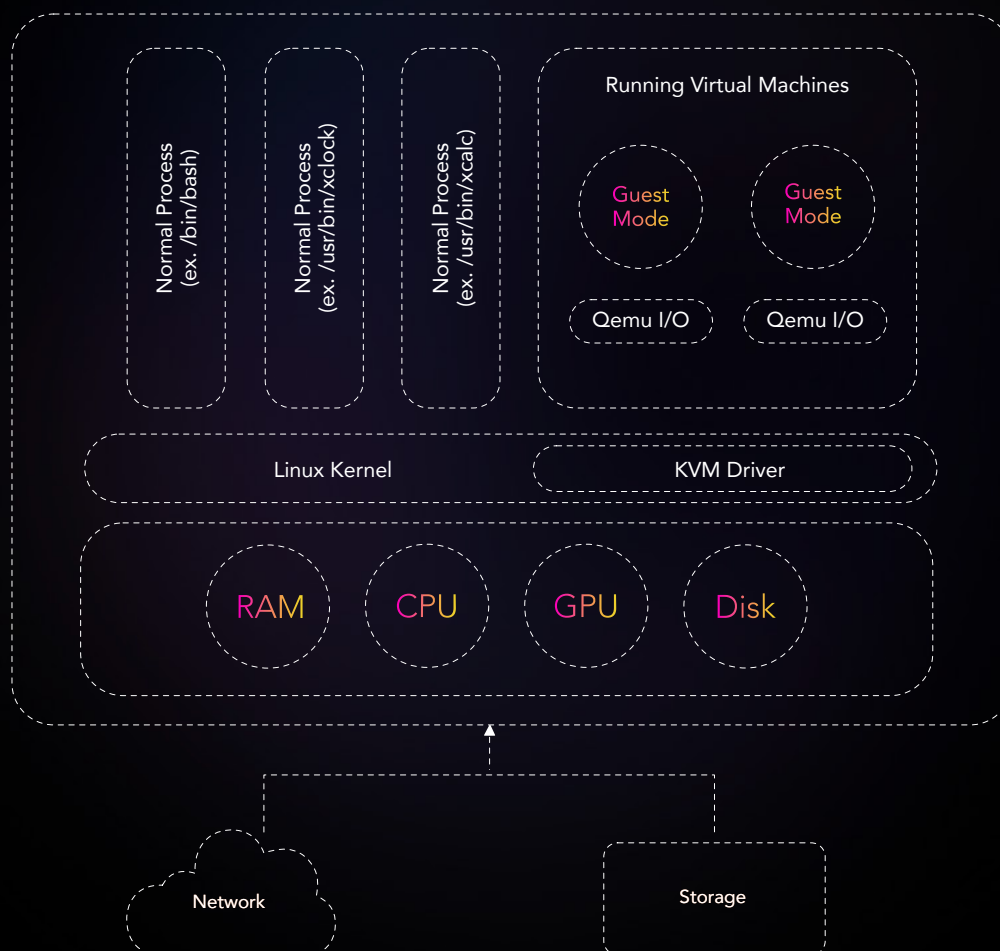 Normal Process
(ex. /bin/bash)
Normal Process
(ex. /usr/bin/xclock)
Normal Process
(ex. /usr/bin/xcalc)
Running Virtual Machines
Guest
Mode
Guest
Mode
Qemu I/O
Qemu I/O
Linux Kernel
KVM Driver
RAM
CPU
GPU
Disk
Network
Storage